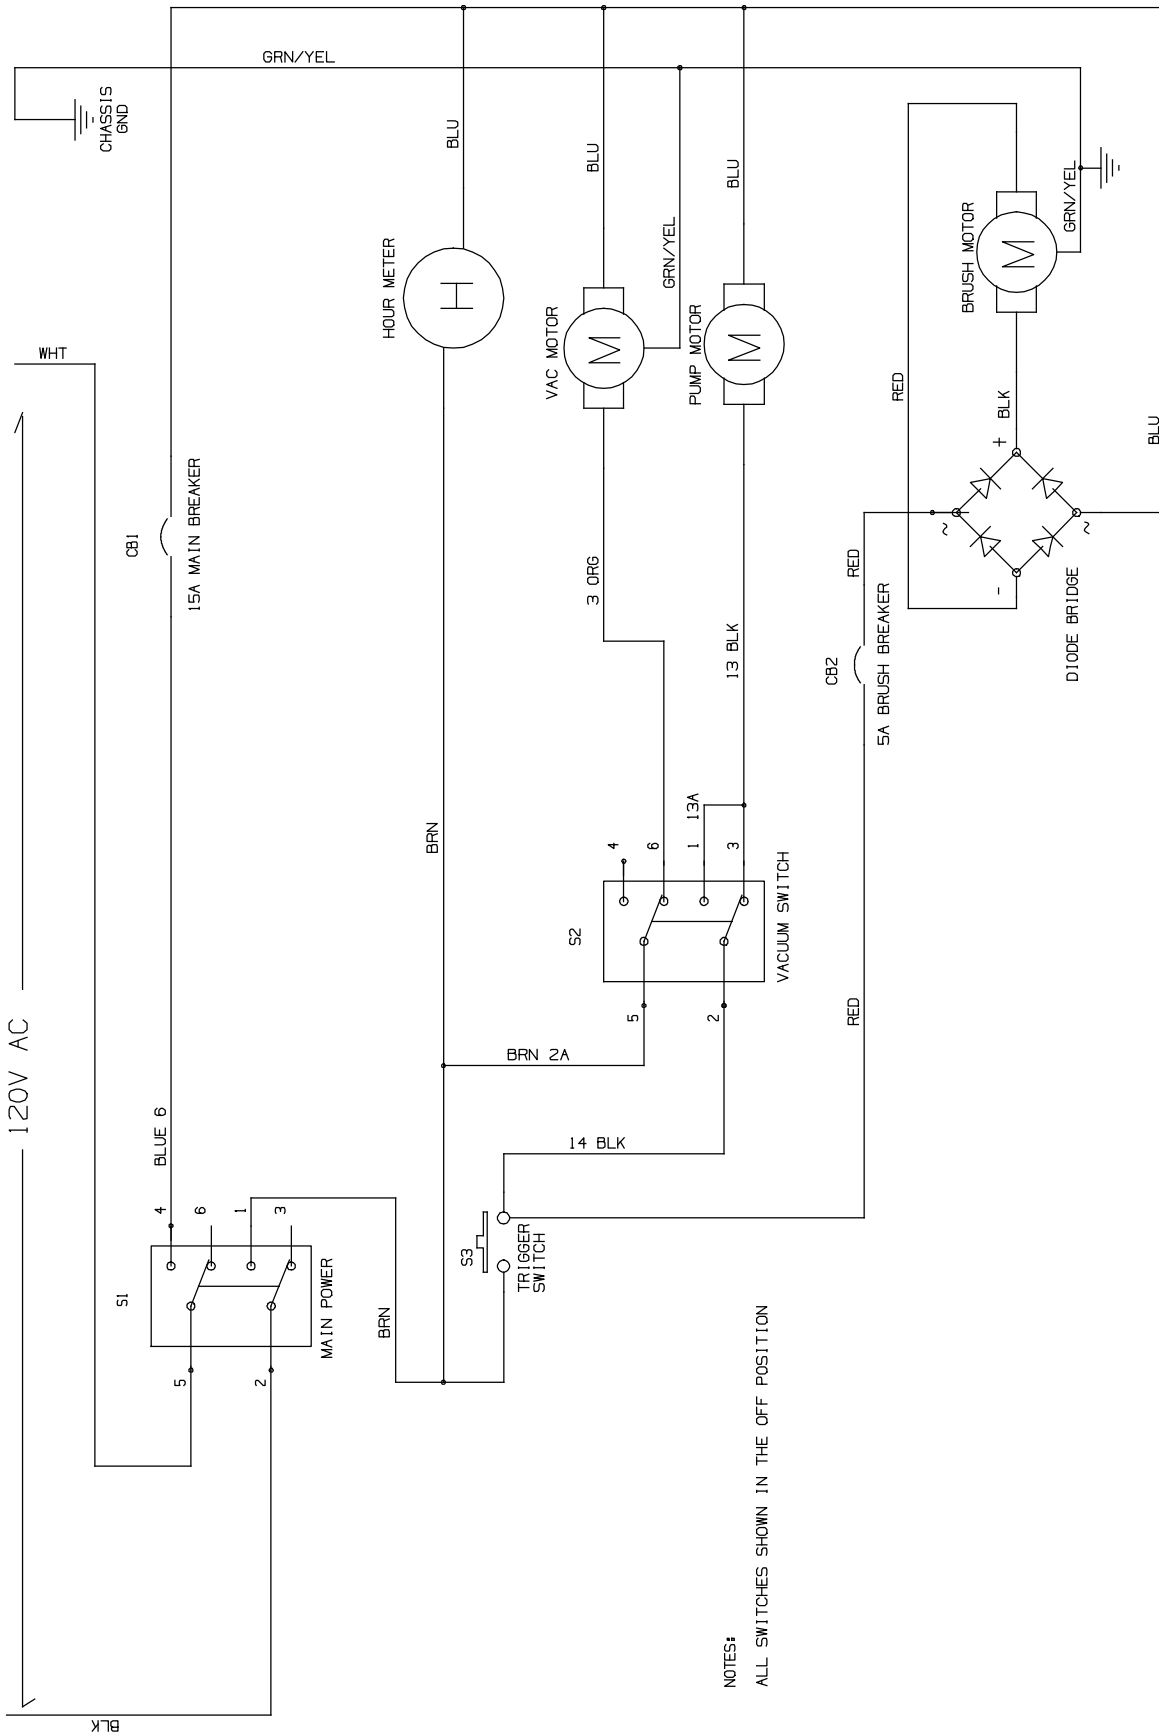 GRN/YEL
CHASSIS
GND
BLU
BLU
BLU
HOUR METER
H
GRN/YEL
VAC MOTOR
M
PUMP MOTOR
M
BRUSH MOTOR
M
GRN/YEL
WHT
RED
BLK
+
BLU
~
~
-
DIODE BRIDGE
CB1
15A MAIN BREAKER
3 ORG
13 BLK
RED
CB2
5A BRUSH BREAKER
BRN
4
6
1
13A
3
S2
VACUUM SWITCH
5
2
RED
120V AC
BRN 2A
BLUE 6
14 BLK
4
6
1
3
S1
MAIN POWER
5
2
BRN
S3
TRIGGER
SWITCH
BLK
NOTES:
ALL SWITCHES SHOWN IN THE OFF POSITION